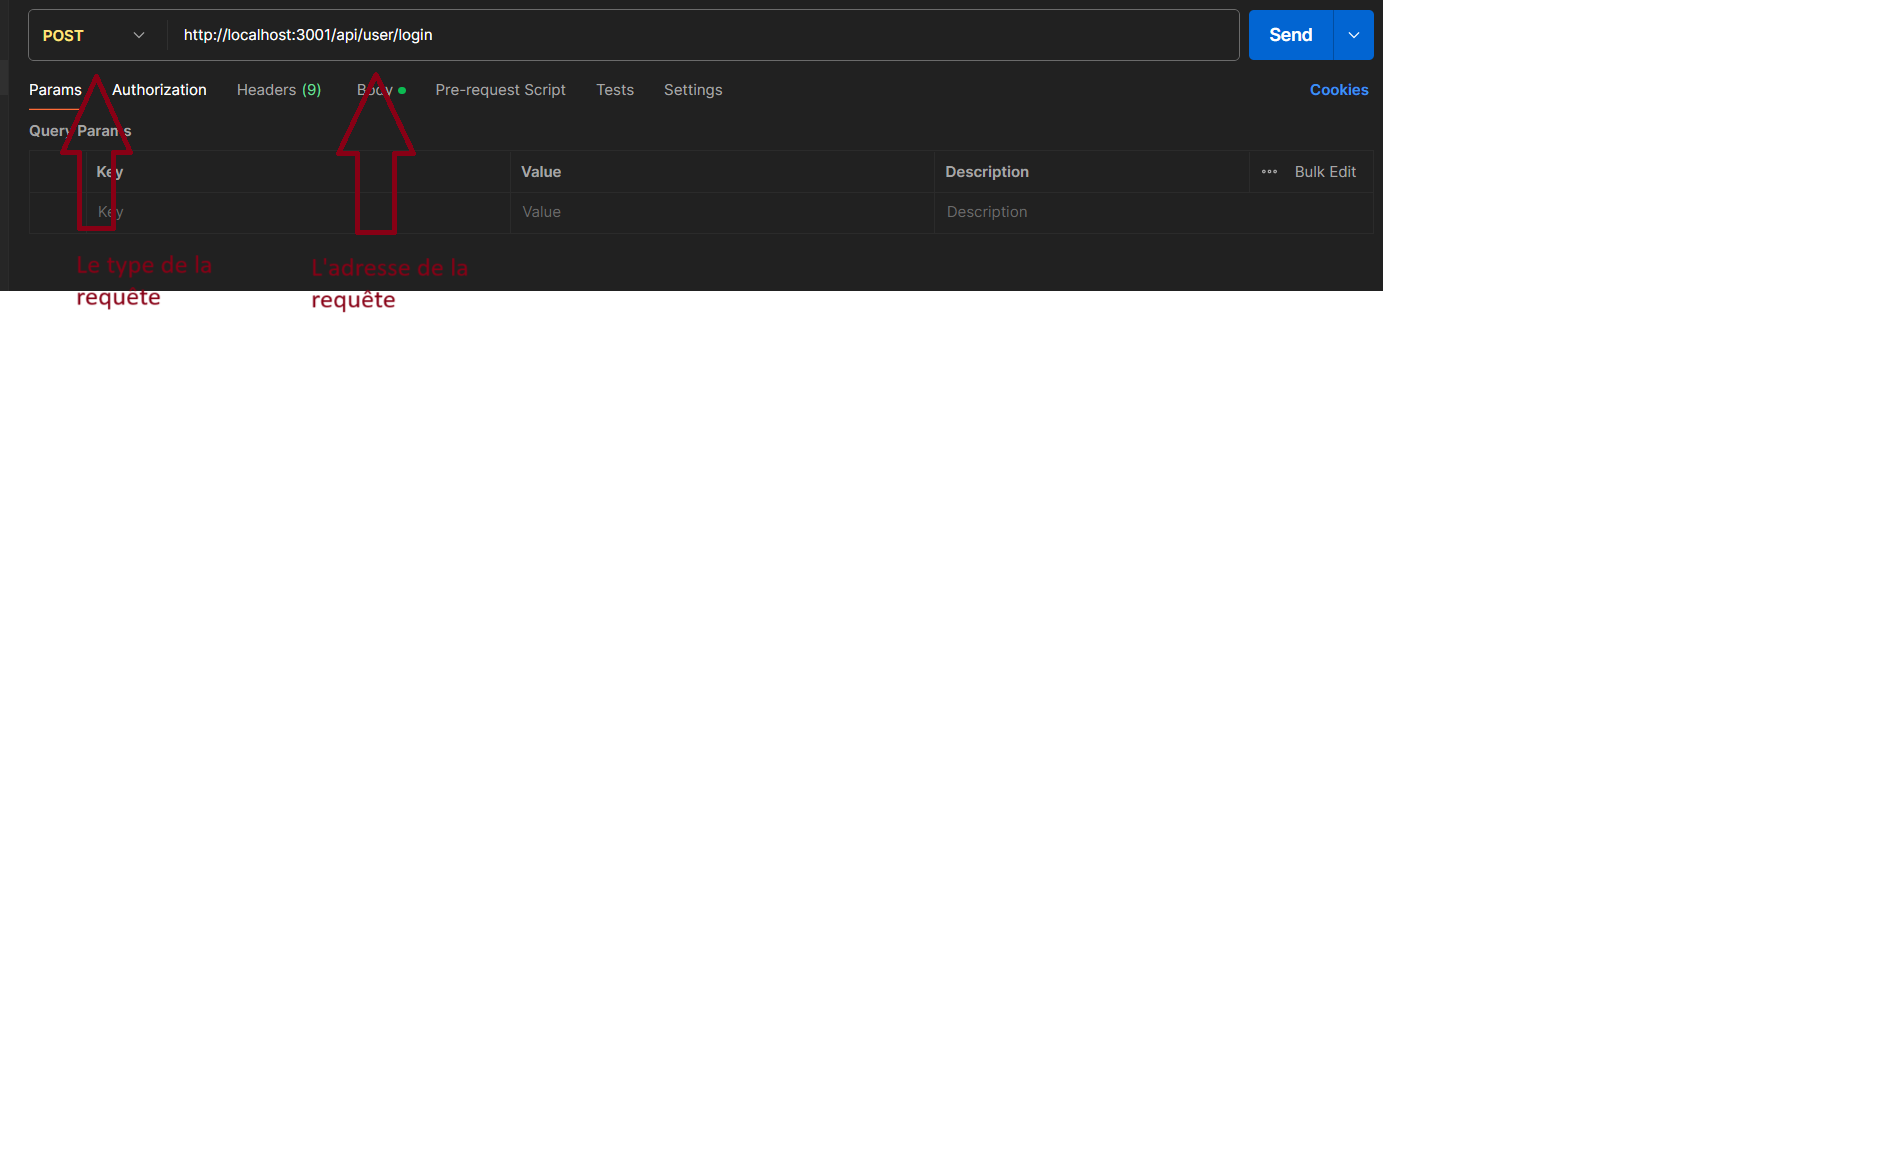 POST http://localhost:3001/api/user/login Send
Params Authorization Headers (9) Body Pre-request Script Tests Settings Cookies
Query Params
Key Value Description Bulk Edit
Key Value Description
Le type de la
requête
L'adresse de la
requête